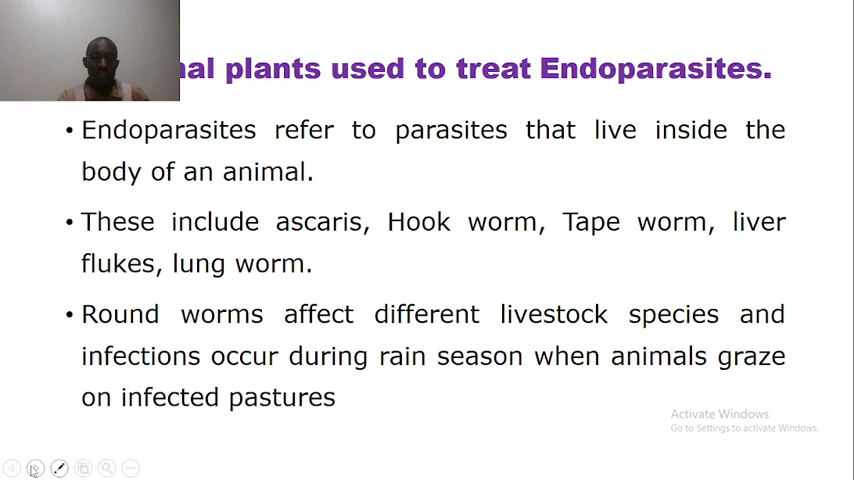 plants used to treat Endoparasites.
• Endoparasites refer to parasites that live inside the
body of an animal.
• These include ascaris, Hook worm, Tape worm, liver
flukes, lung worm.
• Round worms affect different livestock species and
infections occur during rain season when animals graze
on infected pastures
Activate Windows
Go to Settings to activate Windows.